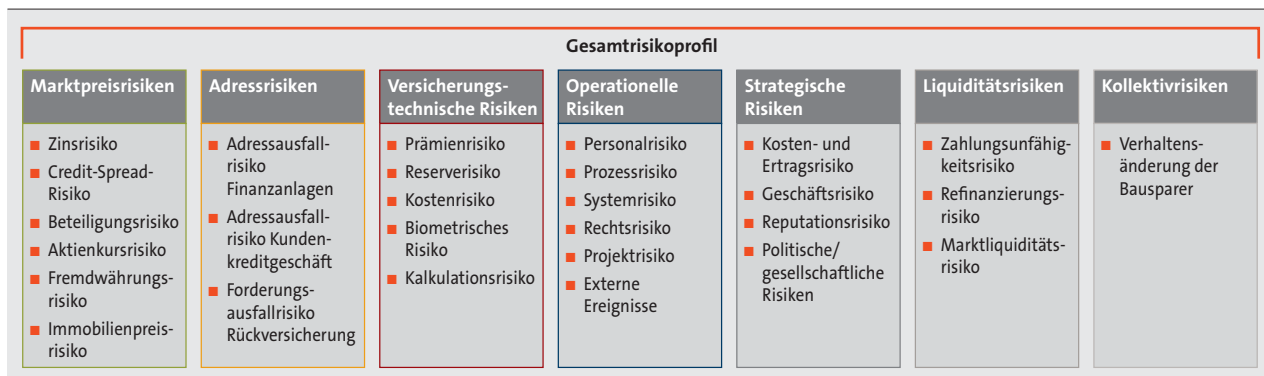 Gesamtrisikoprofil
Marktpreisrisiken
Zinsrisiko
Credit-Spread-
Risiko
Beteiligungsrisiko
Aktienkursrisiko
Fremdwährungs-
risiko
Immobilienpreis-
risiko
Adressrisiken
Adressausfall-
risiko
Finanzanlagen
Adressausfall-
risiko Kunden-
kreditgeschäft
Forderungs-
ausfallrisiko
Rückversicherung
Versicherungs-
technische Risiken
Prämienrisiko
Reserverisiko
Kostenrisiko
Biometrisches
Risiko
Kalkulationsrisiko
Operationelle
Risiken
Personalrisiko
Prozessrisiko
Systemrisiko
Rechtsrisiko
Projektrisiko
Externe
Ereignisse
Strategische
Risiken
Kosten- und
Ertragsrisiko
Geschäftsrisiko
Reputationsrisiko
Politische/
gesellschaftliche
Risiken
Liquiditätsrisiken
Zahlungsunfähig-
keitsrisiko
Refinanzierungs-
risiko
Marktliquiditäts-
risiko
Kollektivrisiken
Verhaltens-
änderung der
Bausparer